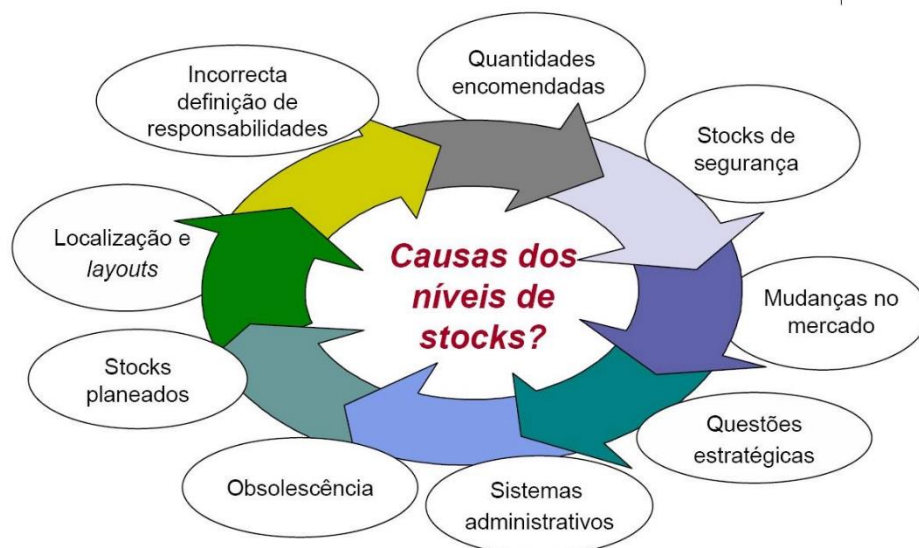 Quantidades
encomendadas
Stocks de
segurança
Mudanças no
mercado
Questões
estratégicas
Sistemas
administrativos
Obsolescência
Stocks
planeados
Localização e
layouts
Incorrecta
definição de
responsabilidades
Causas dos
níveis de
stocks?